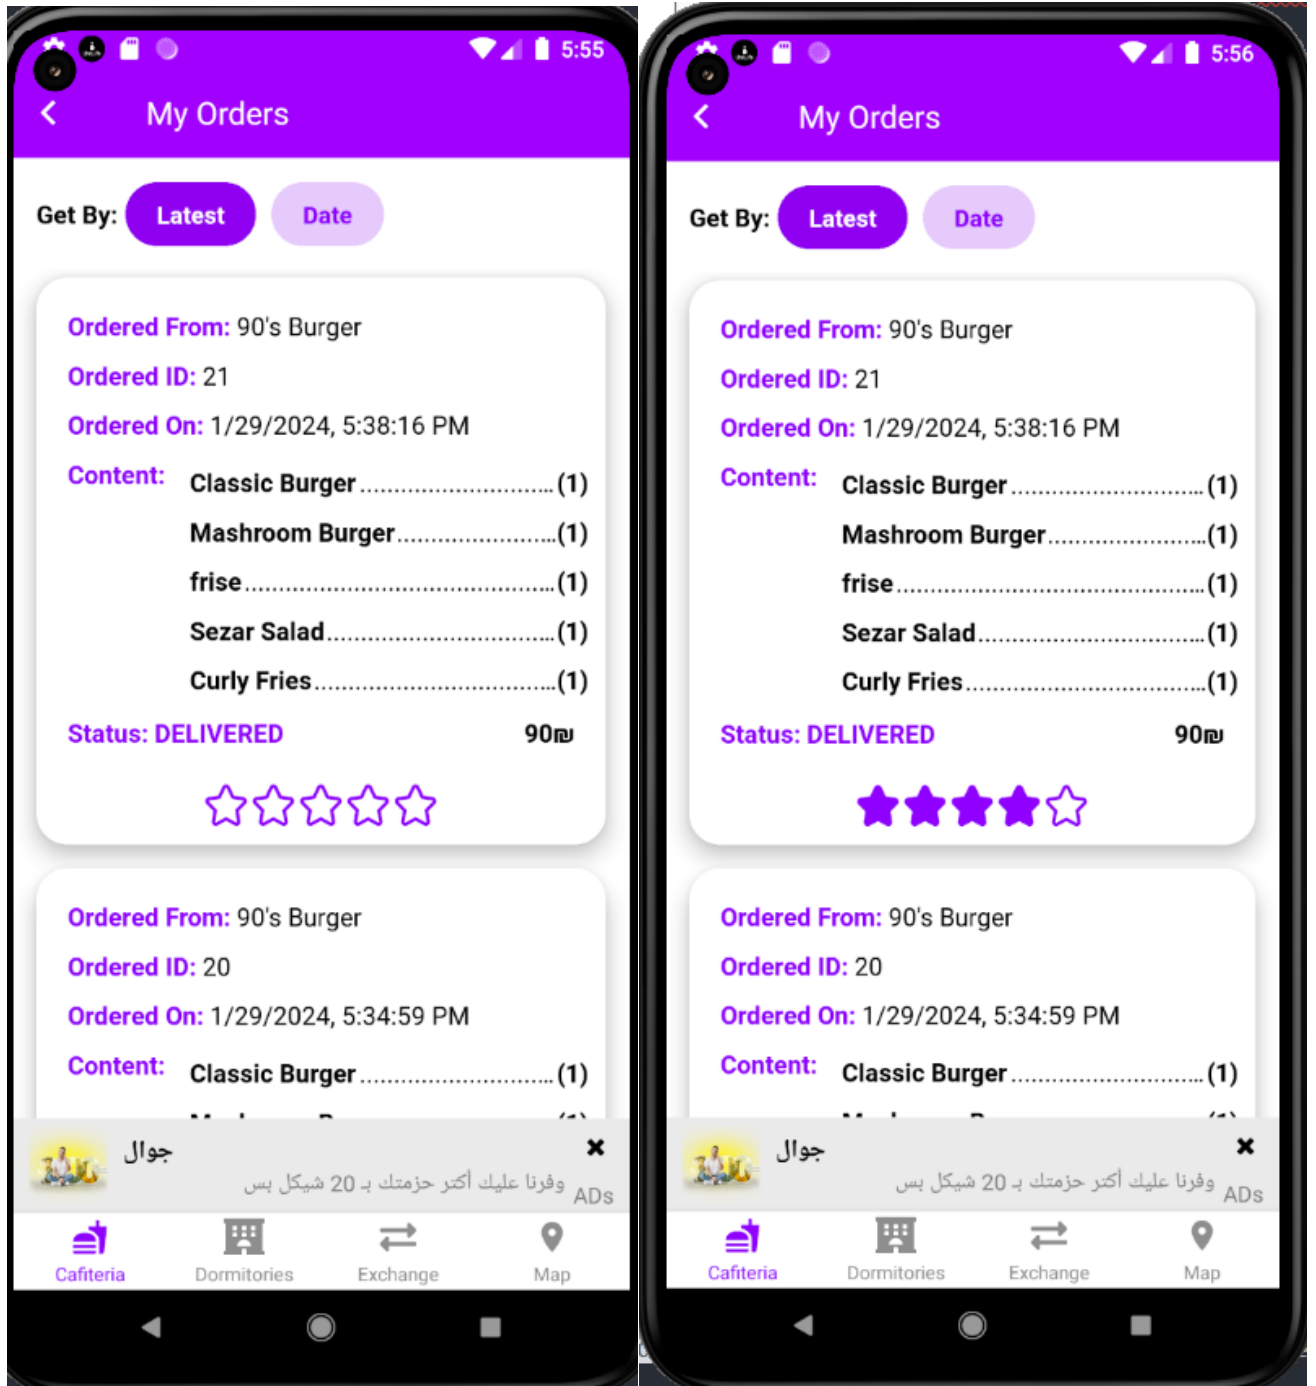 5:55
My Orders
Get By: Latest Date
Ordered From: 90's Burger
Ordered ID: 21
Ordered On: 1/29/2024, 5:38:16 PM
Content: Classic Burger (1)
Mashroom Burger (1)
frise (1)
Sezar Salad (1)
Curly Fries (1)
Status: DELIVERED 90₪
Ordered From: 90's Burger
Ordered ID: 20
Ordered On: 1/29/2024, 5:34:59 PM
Content: Classic Burger (1)
جوال
وفرنا عليك أكتر حزمتك بـ 20 شيكل بس
ADs
Cafiteria Dormitories Exchange Map
5:56
My Orders
Get By: Latest Date
Ordered From: 90's Burger
Ordered ID: 21
Ordered On: 1/29/2024, 5:38:16 PM
Content: Classic Burger (1)
Mashroom Burger (1)
frise (1)
Sezar Salad (1)
Curly Fries (1)
Status: DELIVERED 90₪
Ordered From: 90's Burger
Ordered ID: 20
Ordered On: 1/29/2024, 5:34:59 PM
Content: Classic Burger (1)
جوال
وفرنا عليك أكتر حزمتك بـ 20 شيكل بس
ADs
Cafiteria Dormitories Exchange Map